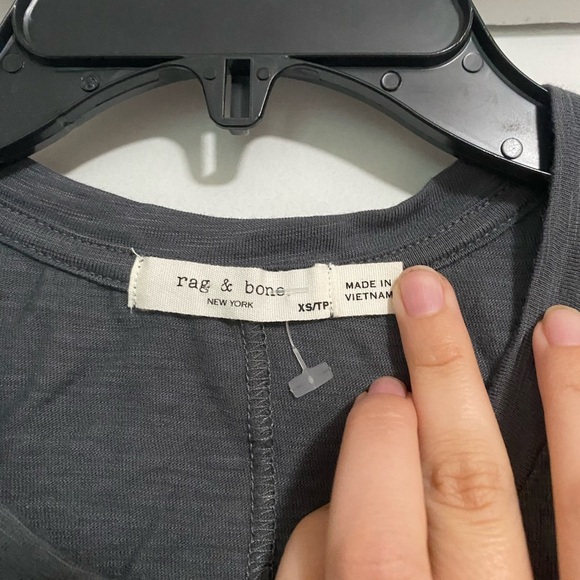 rag & bone
NEW YORK
XS/TP
MADE IN
VIETNAM